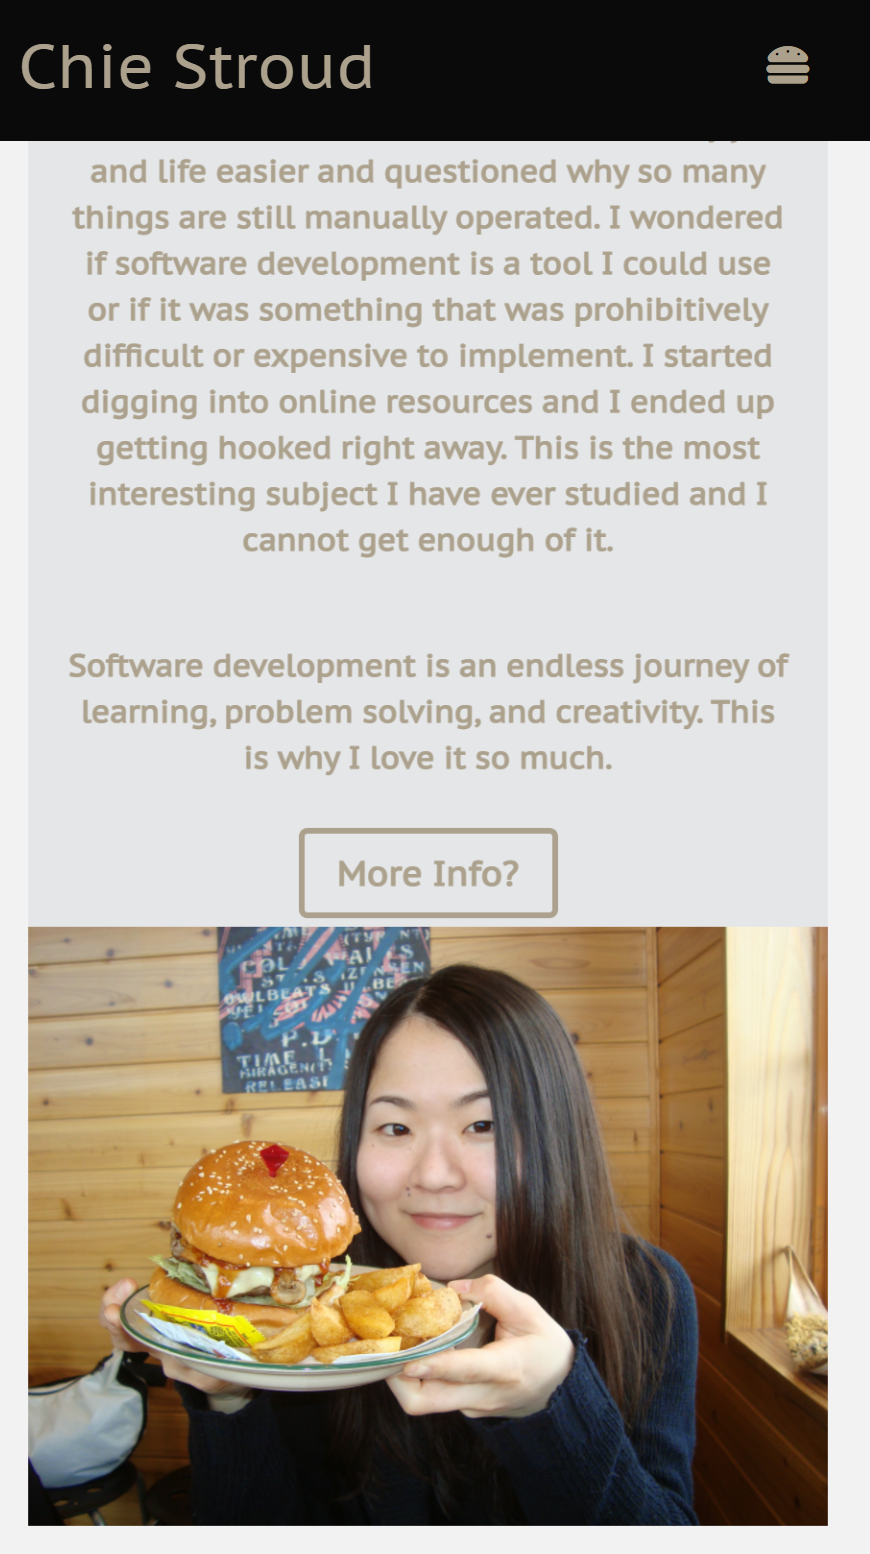 Chie Stroud
and life easier and questioned why so many
things are still manually operated. I wondered
if software development is a tool I could use
or if it was something that was prohibitively
difficult or expensive to implement. I started
digging into online resources and I ended up
getting hooked right away. This is the most
interesting subject I have ever studied and I
cannot get enough of it.
Software development is an endless journey of
learning, problem solving, and creativity. This
is why I love it so much.
More Info?
OWLBEATS
P.D.
TIME L
HIRAGEN(T)
RELEAS